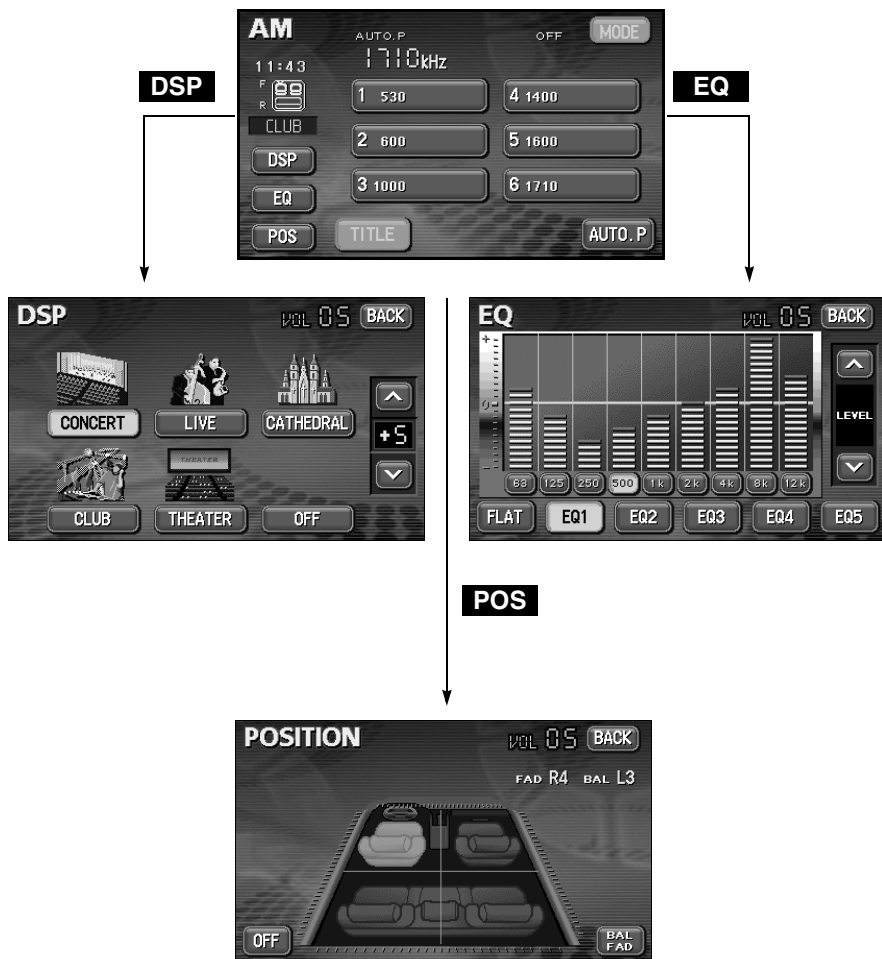 AM
AUTO.P OFF MODE
1710kHz
11:43
F
R
CLUB
DSP
EQ
POS
1 530
4 1400
2 600
5 1600
3 1000
6 1710
TITLE
AUTO.P
DSP
EQ
DSP
VOL 05 BACK
CONCERT LIVE CATHEDRAL
+5
THEATER
CLUB THEATER OFF
EQ
VOL 05 BACK
+
0
−
LEVEL
63 125 250 500 1k 2k 4k 8k 12k
FLAT EQ1 EQ2 EQ3 EQ4 EQ5
POS
POSITION
VOL 05 BACK
FAD R4 BAL L3
OFF
BAL
FAD